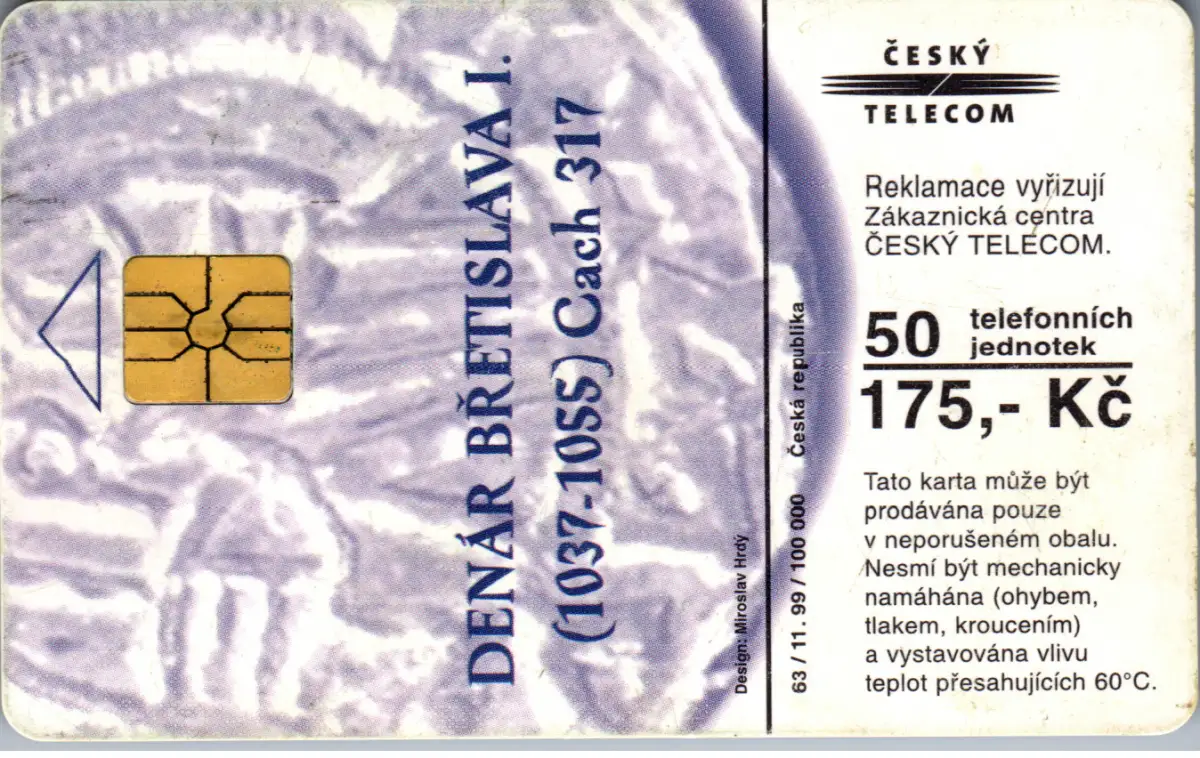 DENÁR BŘETISLAVA I.
(1037-1055) Cach 317
Design: Miroslav Hrdý
63 / 11. 99 / 100 000 Česká republika
ČESKÝ
TELECOM
Reklamace vyřizují
Zákaznická centra
ČESKÝ TELECOM.
50 telefonních
jednotek
175,- Kč
Tato karta může být
prodávána pouze
v neporušeném obalu.
Nesmí být mechanicky
namáhána (ohybem,
tlakem, kroucením)
a vystavována vlivu
teplot přesahujících 60°C.